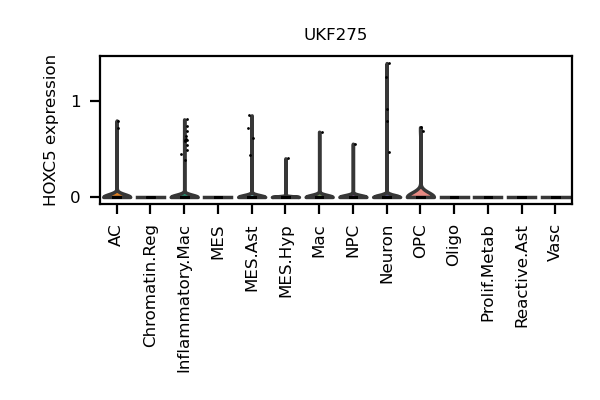 UKF275
HOXC5 expression
1
0
AC
Chromatin.Reg
Inflammatory.Mac
MES
MES.Ast
MES.Hyp
Mac
NPC
Neuron
OPC
Oligo
Prolif.Metab
Reactive.Ast
Vasc